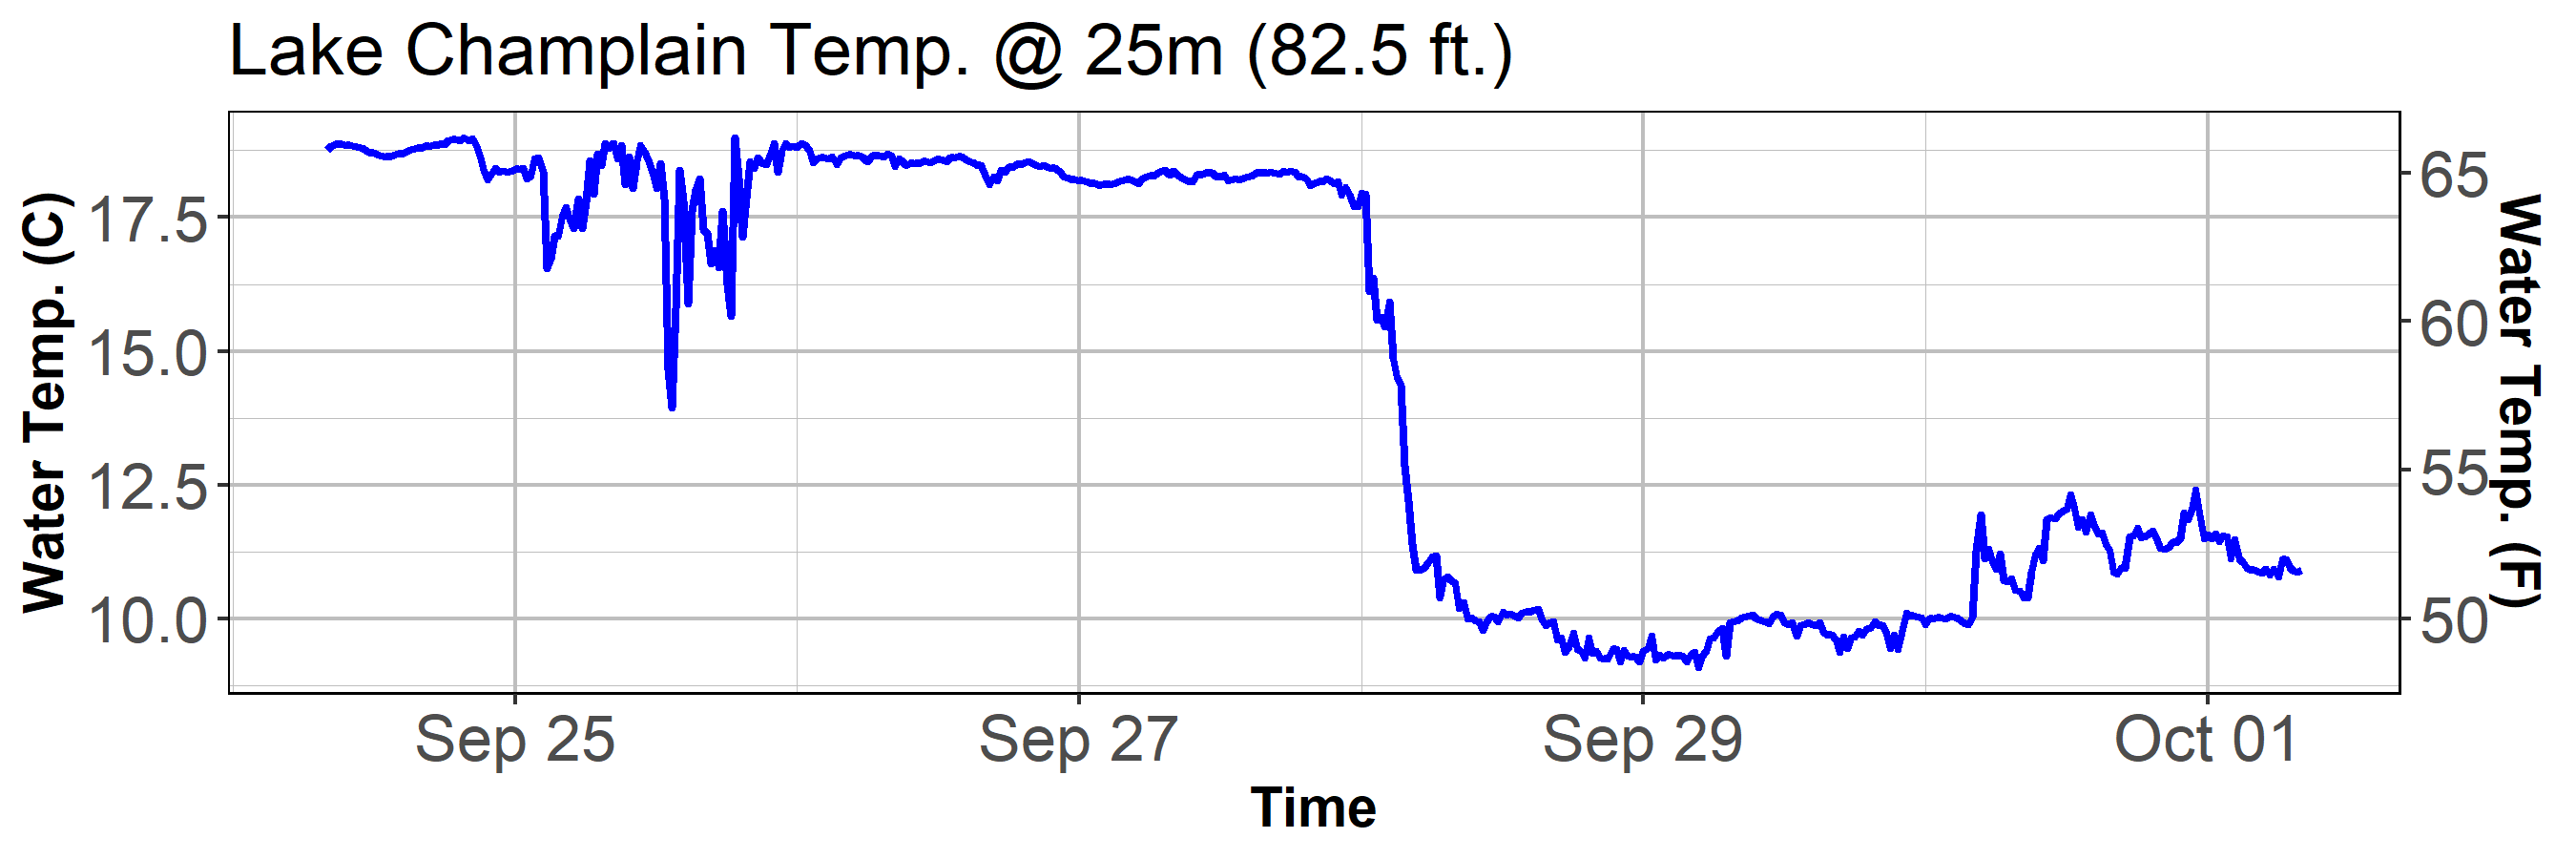 Lake Champlain Temp. @ 25m (82.5 ft.)
Water Temp. (C)
17.5
15.0
12.5
10.0
65
60
55
50
Water Temp. (F)
Sep 25
Sep 27
Sep 29
Oct 01
Time